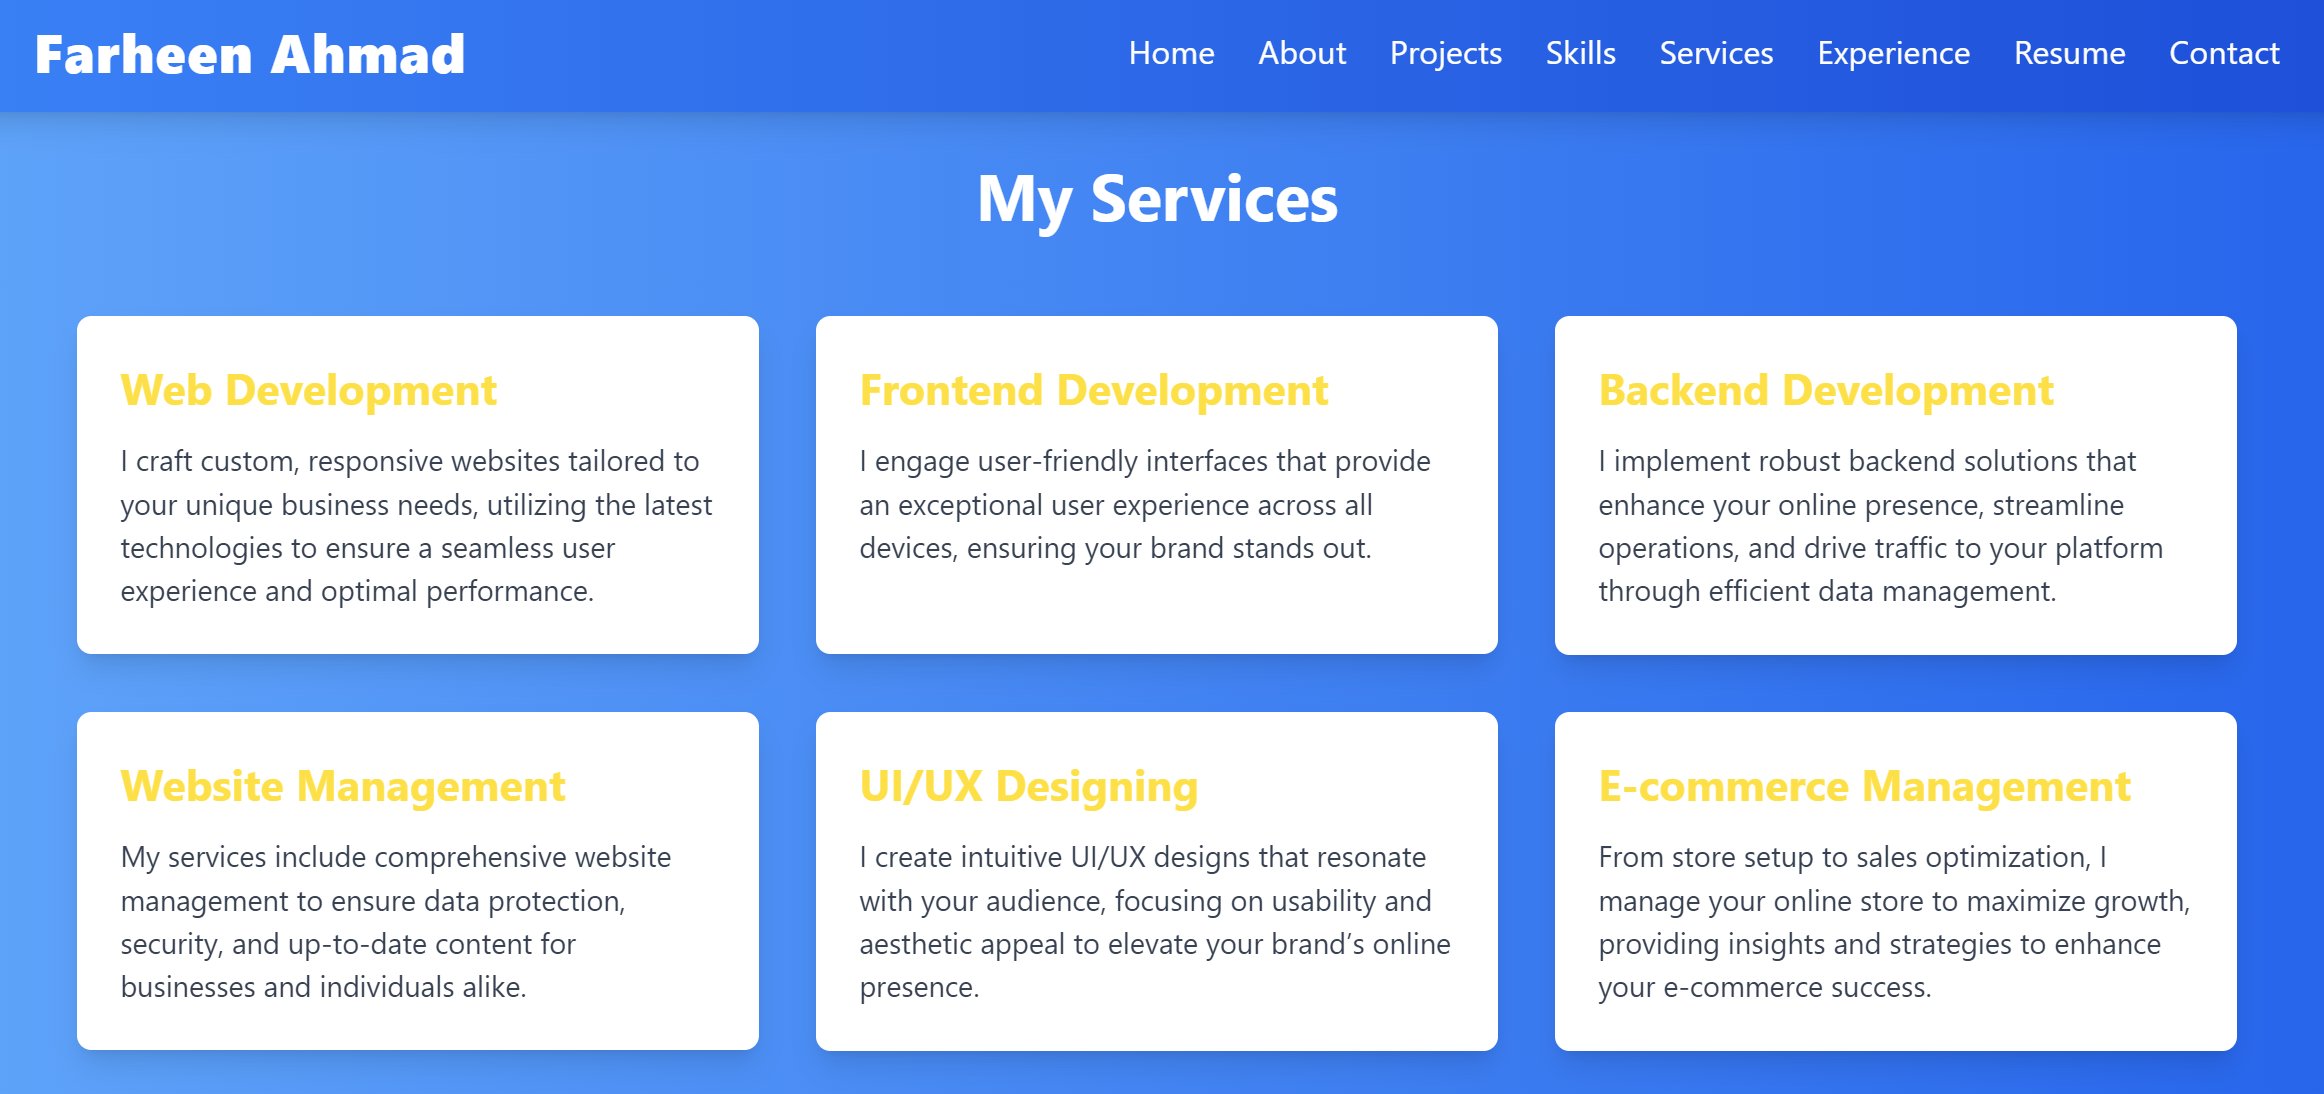 Farheen Ahmad
Home About Projects Skills Services Experience Resume Contact
My Services
Web Development
I craft custom, responsive websites tailored to
your unique business needs, utilizing the latest
technologies to ensure a seamless user
experience and optimal performance.
Frontend Development
I engage user-friendly interfaces that provide
an exceptional user experience across all
devices, ensuring your brand stands out.
Backend Development
I implement robust backend solutions that
enhance your online presence, streamline
operations, and drive traffic to your platform
through efficient data management.
Website Management
My services include comprehensive website
management to ensure data protection,
security, and up-to-date content for
businesses and individuals alike.
UI/UX Designing
I create intuitive UI/UX designs that resonate
with your audience, focusing on usability and
aesthetic appeal to elevate your brand’s online
presence.
E-commerce Management
From store setup to sales optimization, I
manage your online store to maximize growth,
providing insights and strategies to enhance
your e-commerce success.